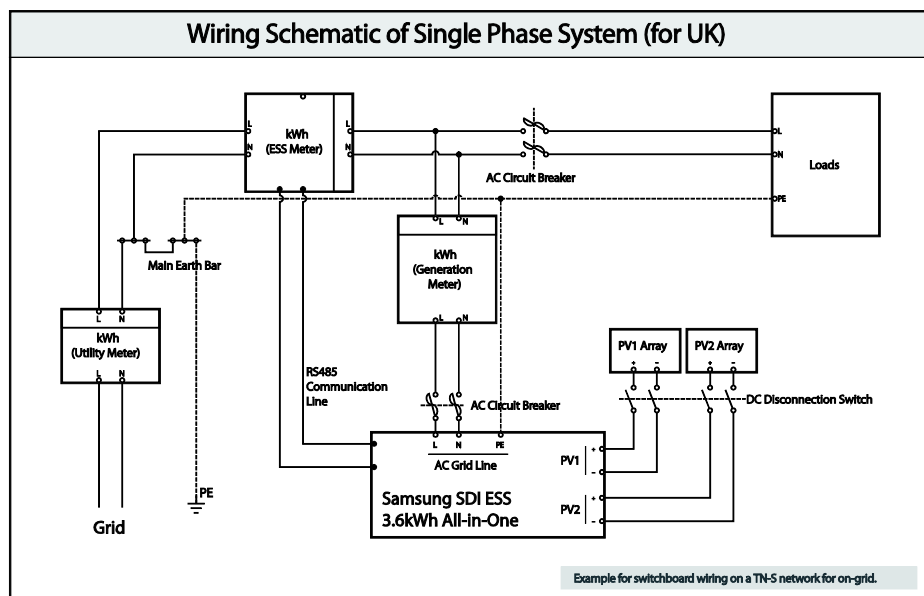 Wiring Schematic of Single Phase System (for UK)
L
N
kWh
(ESS Meter)
L
N
AC Circuit Breaker
L
N
PE
Loads
Main Earth Bar
L N
kWh
(Generation
Meter)
L N
L N
kWh
(Utility Meter)
L N
RS485
Communication
Line
AC Circuit Breaker
PV1 Array
+ -
PV2 Array
+ -
DC Disconnection Switch
L N PE
AC Grid Line
PV1
+
-
PV2
+
-
Samsung SDI ESS
3.6kWh All-in-One
PE
Grid
Example for switchboard wiring on a TN-S network for on-grid.